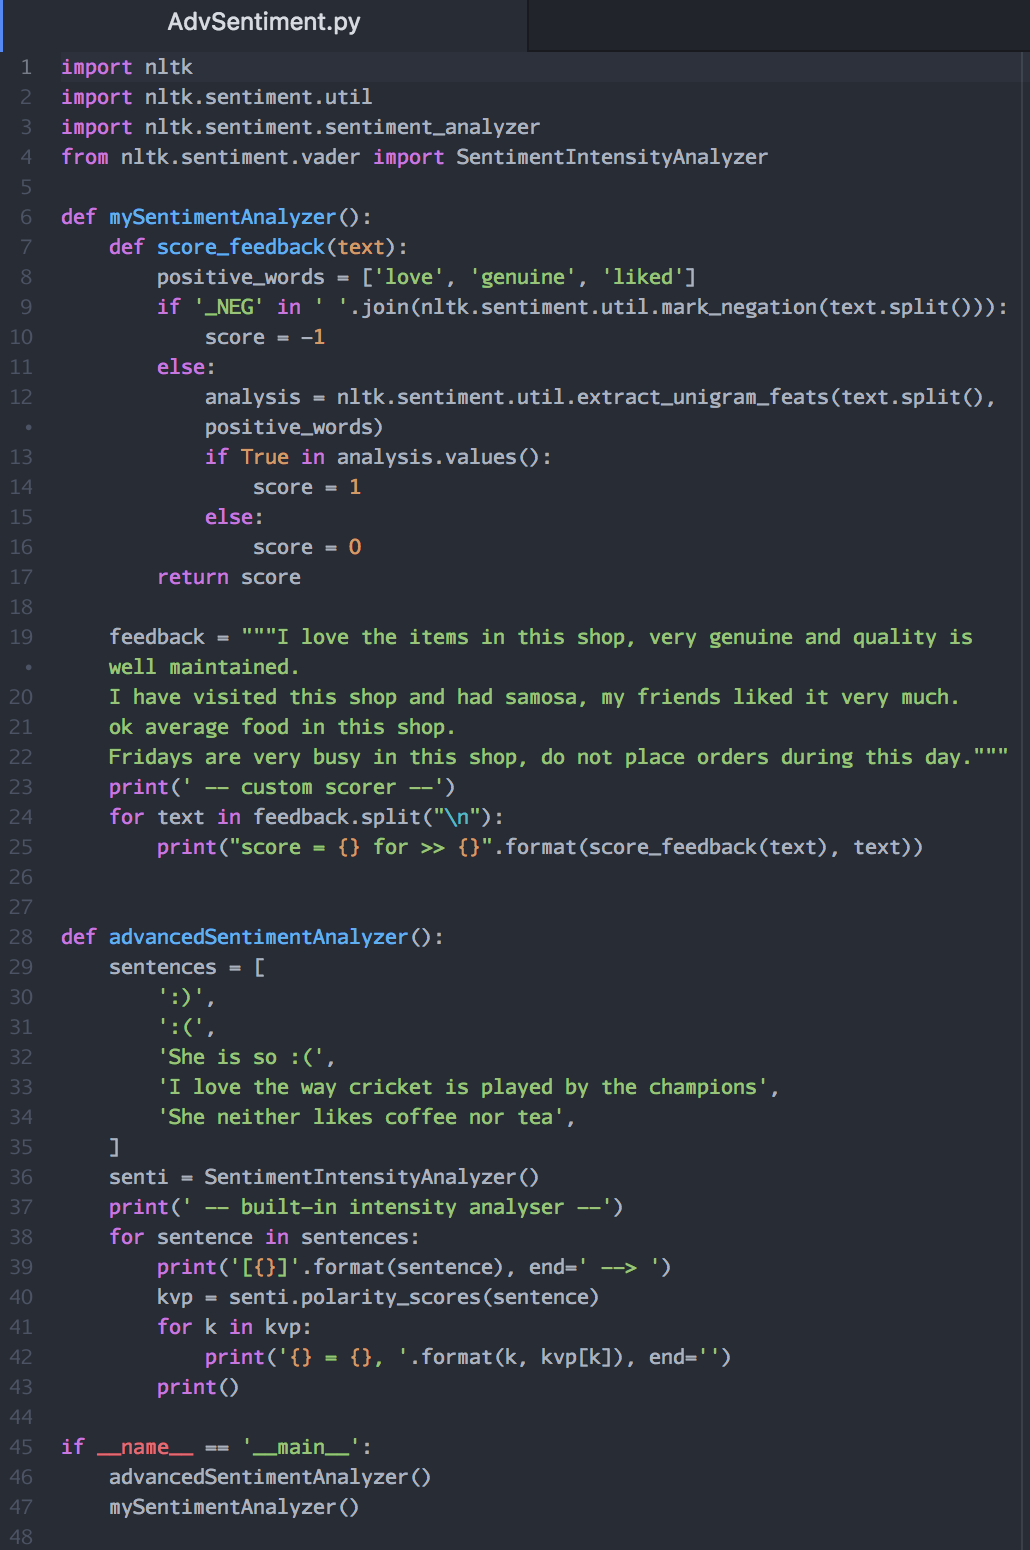 AdvSentiment.py
1 import nltk
2 import nltk.sentiment.util
3 import nltk.sentiment.sentiment_analyzer
4 from nltk.sentiment.vader import SentimentIntensityAnalyzer
5
6 def mySentimentAnalyzer():
7     def score_feedback(text):
8         positive_words = ['love', 'genuine', 'liked']
9         if '_NEG' in ' '.join(nltk.sentiment.util.mark_negation(text.split())):
10             score = -1
11         else:
12             analysis = nltk.sentiment.util.extract_unigram_feats(text.split(),
•             positive_words)
13             if True in analysis.values():
14                 score = 1
15             else:
16                 score = 0
17         return score
18
19     feedback = """I love the items in this shop, very genuine and quality is
•     well maintained.
20     I have visited this shop and had samosa, my friends liked it very much.
21     ok average food in this shop.
22     Fridays are very busy in this shop, do not place orders during this day."""
23     print(' -- custom scorer --')
24     for text in feedback.split("\n"):
25         print("score = {} for >> {}".format(score_feedback(text), text))
26
27
28 def advancedSentimentAnalyzer():
29     sentences = [
30         ':)',
31         ':(',
32         'She is so :(',
33         'I love the way cricket is played by the champions',
34         'She neither likes coffee nor tea',
35     ]
36     senti = SentimentIntensityAnalyzer()
37     print(' -- built-in intensity analyser --')
38     for sentence in sentences:
39         print('[{}]'.format(sentence), end=' --> ')
40         kvp = senti.polarity_scores(sentence)
41         for k in kvp:
42             print('{} = {}, '.format(k, kvp[k]), end='')
43         print()
44
45 if __name__ == '__main__':
46     advancedSentimentAnalyzer()
47     mySentimentAnalyzer()
48